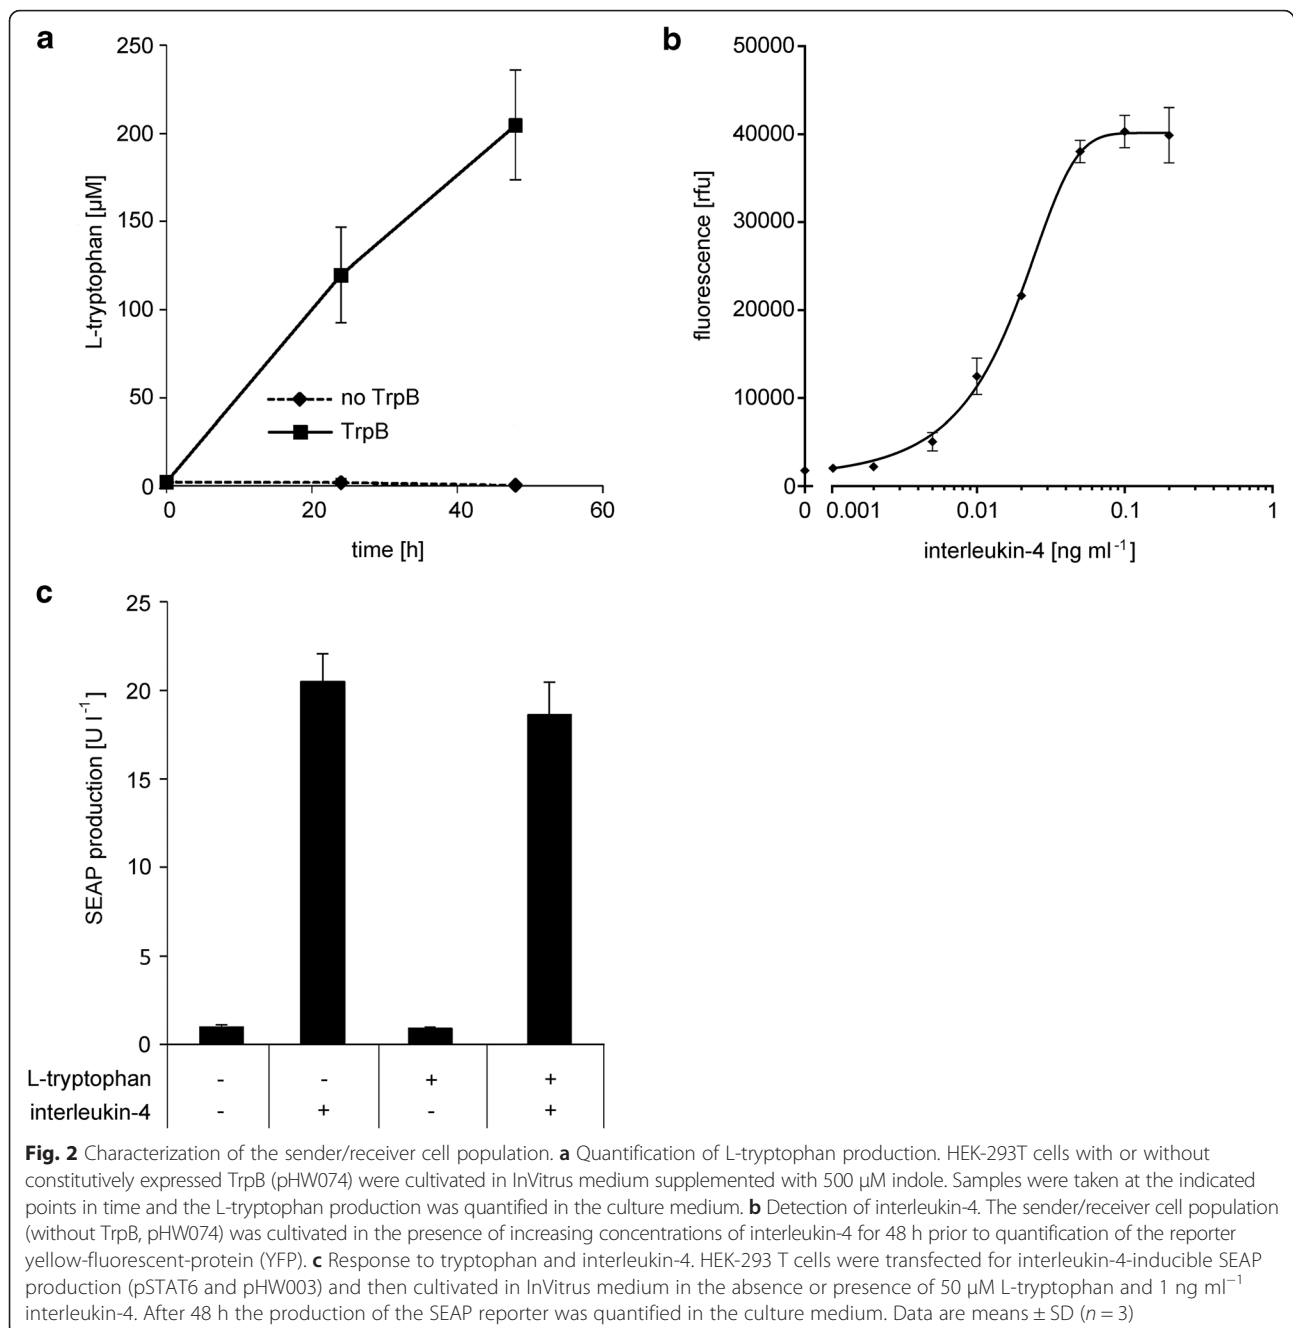 a
250
200
150
100
50
0
L-tryptophan [µM]
no TrpB
TrpB
0 20 40 60
time [h]
b
50000
40000
30000
20000
10000
0
fluorescence [rfu]
0 0.001 0.01 0.1 1
interleukin-4 [ng ml⁻¹]
c
25
20
15
10
5
0
SEAP production [U l⁻¹]
L-tryptophan - - + +
interleukin-4 - + - +
Fig. 2 Characterization of the sender/receiver cell population. a Quantification of L-tryptophan production. HEK-293T cells with or without
constitutively expressed TrpB (pHW074) were cultivated in InVitrus medium supplemented with 500 µM indole. Samples were taken at the indicated
points in time and the L-tryptophan production was quantified in the culture medium. b Detection of interleukin-4. The sender/receiver cell population
(without TrpB, pHW074) was cultivated in the presence of increasing concentrations of interleukin-4 for 48 h prior to quantification of the reporter
yellow-fluorescent-protein (YFP). c Response to tryptophan and interleukin-4. HEK-293 T cells were transfected for interleukin-4-inducible SEAP
production (pSTAT6 and pHW003) and then cultivated in InVitrus medium in the absence or presence of 50 µM L-tryptophan and 1 ng ml⁻¹
interleukin-4. After 48 h the production of the SEAP reporter was quantified in the culture medium. Data are means ± SD (n = 3)